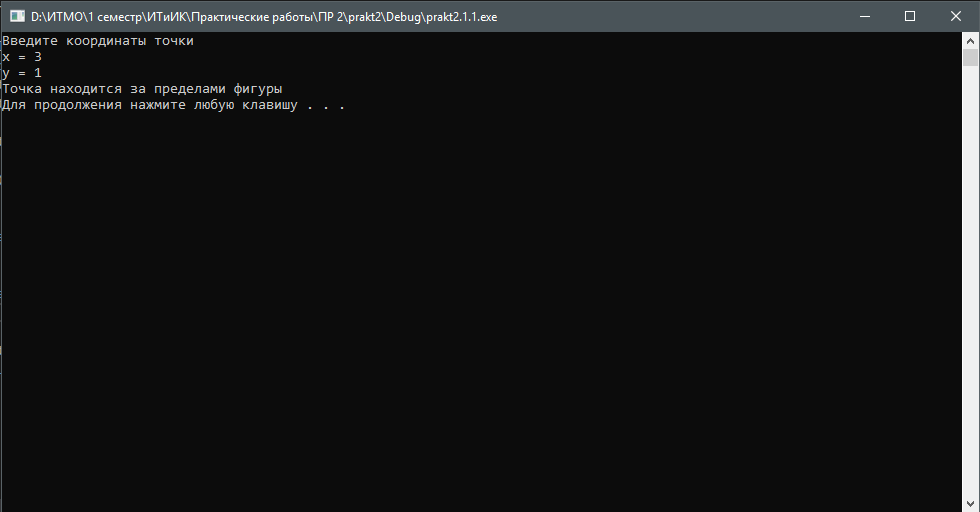 D:\ИТМО\1 семестр\ИТиИК\Практические работы\ПР 2\prakt2\Debug\prakt2.1.1.exe
Введите координаты точки
x = 3
y = 1
Точка находится за пределами фигуры
Для продолжения нажмите любую клавишу . . .